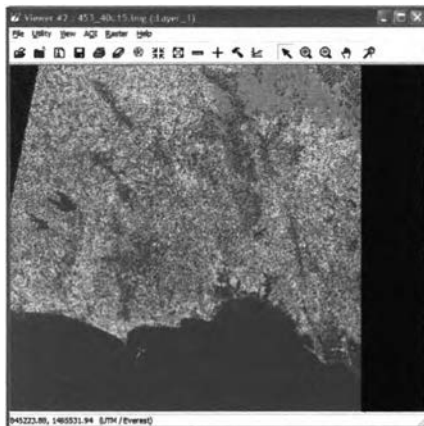 Viewer #2 : 453_40c15.img (:Layer_1)
File Utility View AOI Raster Help
845223.88, 1465531.94 (UTM / Everest)